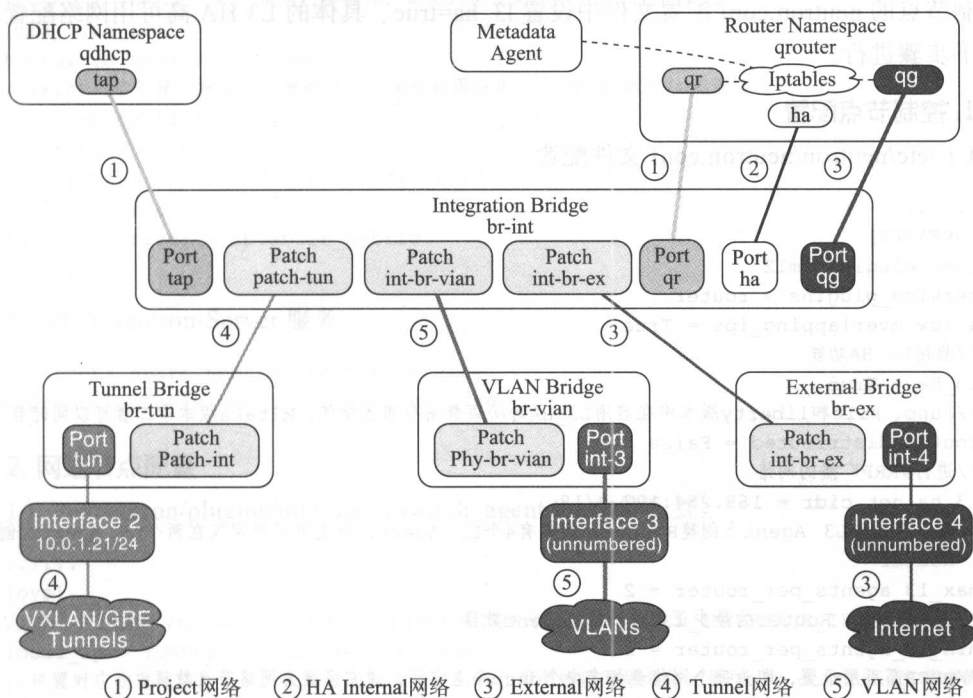 DHCP Namespace
qdhcp
tap
Metadata
Agent
Router Namespace
qrouter
qr
Iptables
qg
ha
①
①
②
③
Integration Bridge
br-int
Port
tap
Patch
patch-tun
Patch
int-br-vian
Patch
int-br-ex
Port
qr
Port
ha
Port
qg
④
⑤
③
Tunnel Bridge
br-tun
Port
tun
Patch
Patch-int
VLAN Bridge
br-vian
Patch
Phy-br-vian
Port
int-3
External Bridge
br-ex
Patch
int-br-ex
Port
int-4
Interface 2
10.0.1.21/24
Interface 3
(unnumbered)
Interface 4
(unnumbered)
④
⑤
③
VXLAN/GRE
Tunnels
VLANs
Internet
①Project网络 ②HA Internal网络 ③External网络 ④Tunnel网络 ⑤VLAN网络